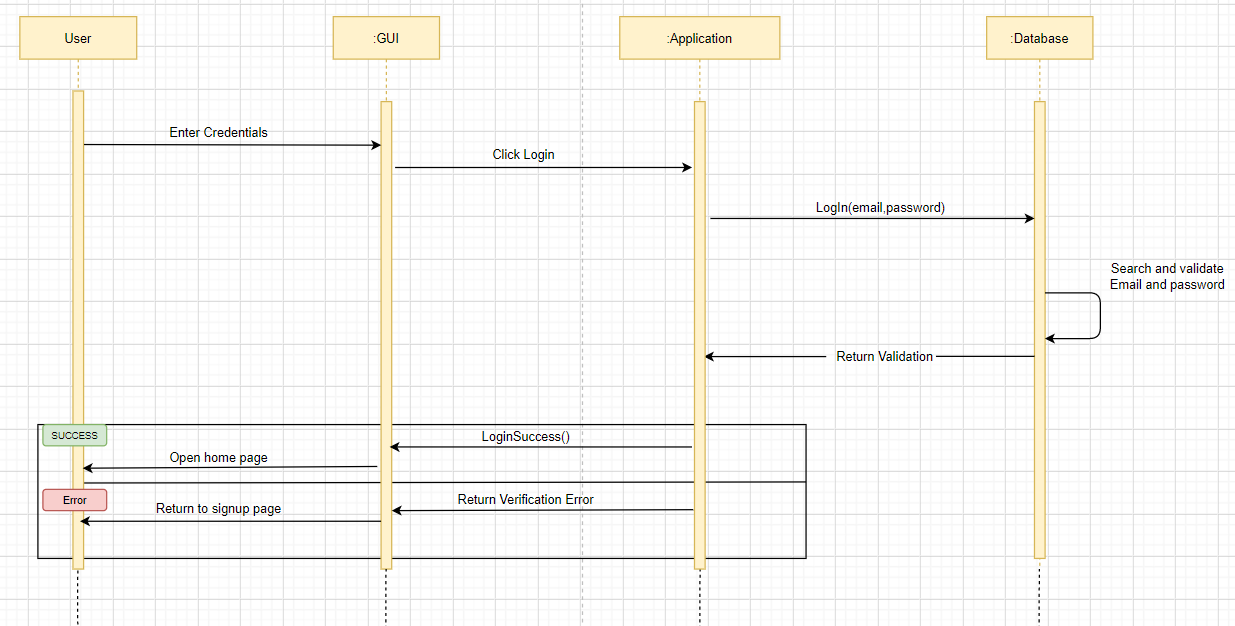 User
:GUI
:Application
:Database
Enter Credentials
Click Login
LogIn(email,password)
Search and validate
Email and password
Return Validation
SUCCESS
LoginSuccess()
Open home page
Error
Return Verification Error
Return to signup page